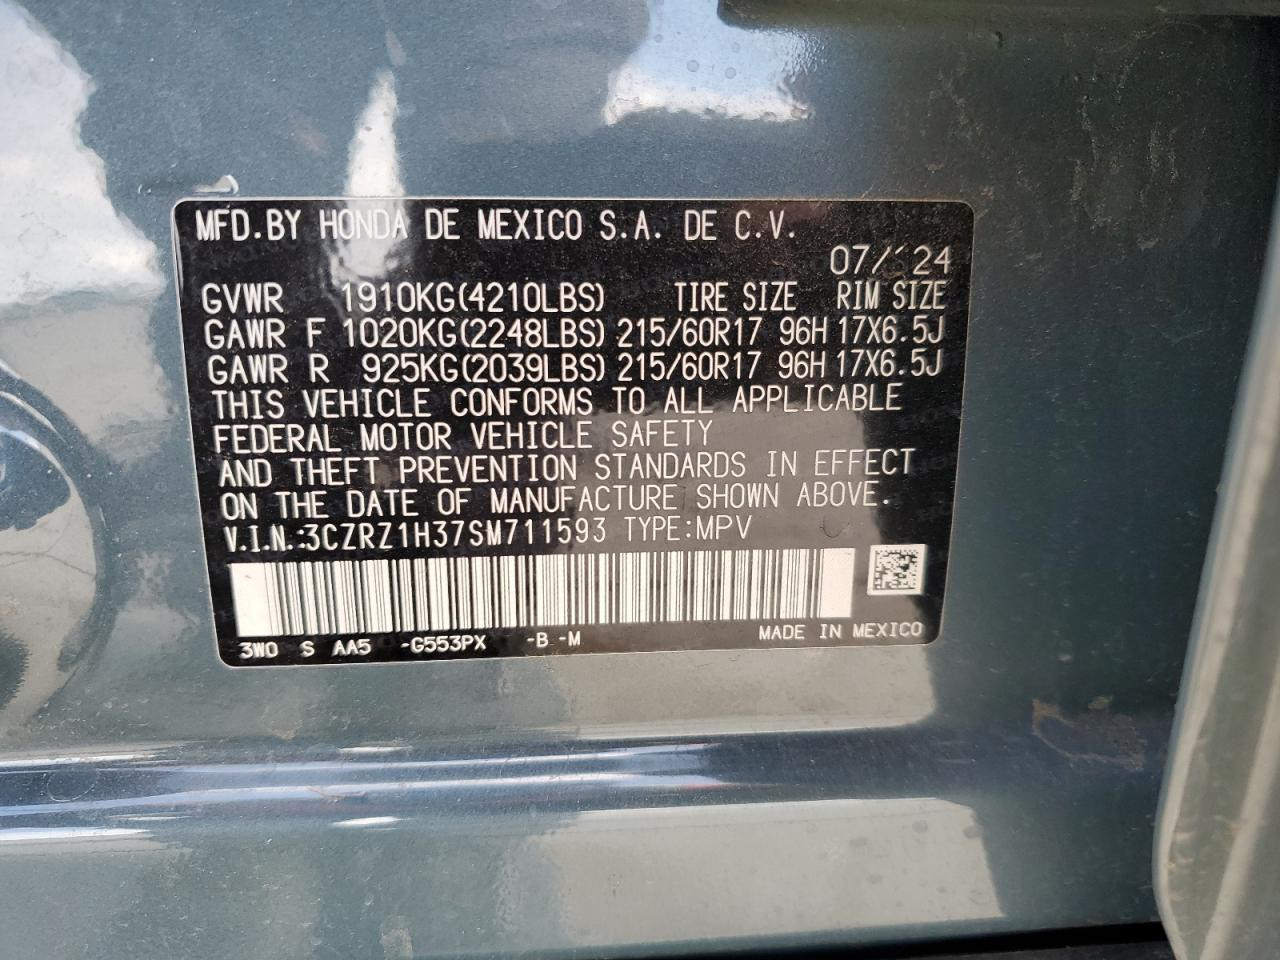 MFD.BY HONDA DE MEXICO S.A. DE C.V.
07/'24
GVWR 1910KG(4210LBS) TIRE SIZE RIM SIZE
GAWR F 1020KG(2248LBS) 215/60R17 96H 17X6.5J
GAWR R 925KG(2039LBS) 215/60R17 96H 17X6.5J
THIS VEHICLE CONFORMS TO ALL APPLICABLE
FEDERAL MOTOR VEHICLE SAFETY
AND THEFT PREVENTION STANDARDS IN EFFECT
ON THE DATE OF MANUFACTURE SHOWN ABOVE.
V.I.N.:3CZRZ1H37SM711593 TYPE:MPV
3W0 S AA5 -G553PX -B -M MADE IN MEXICO